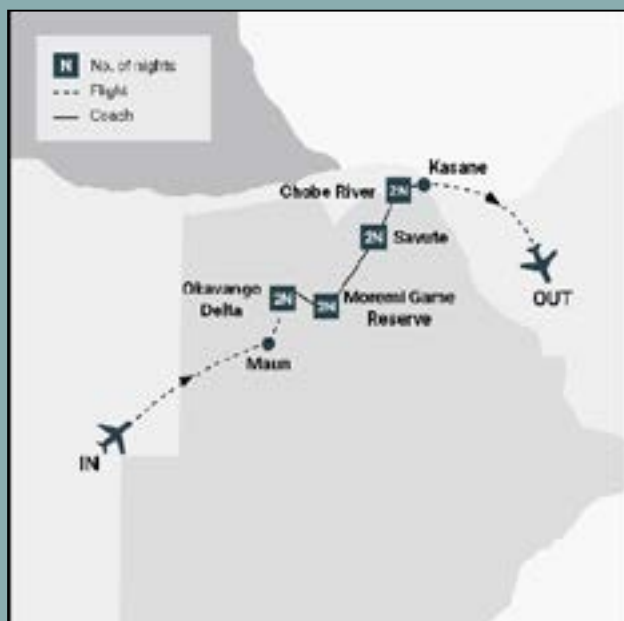 N No. of nights
Flight
Coach
Kasane
Chobe River 2N
2N Savute
Okavango
Delta
2N
2N Moremi Game
Reserve
OUT
Maun
IN